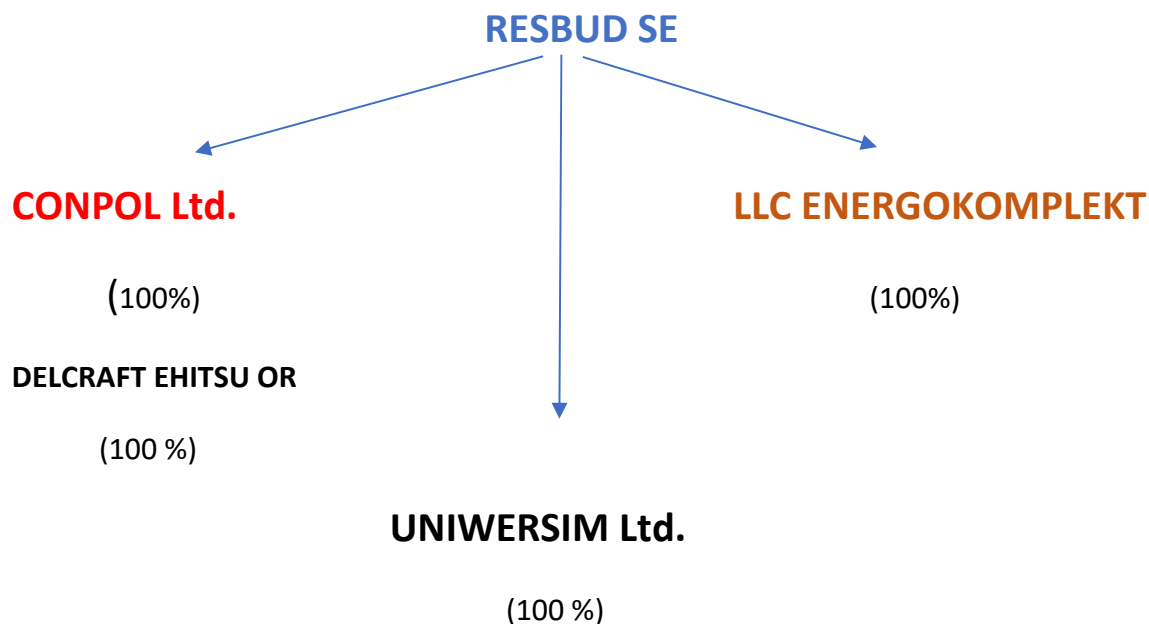 RESBUD SE
CONPOL Ltd.
LLC ENERGOKOMPLEKT
(100%)
(100%)
DELCRAFT EHITSU OR
(100 %)
UNIWERSIM Ltd.
(100 %)